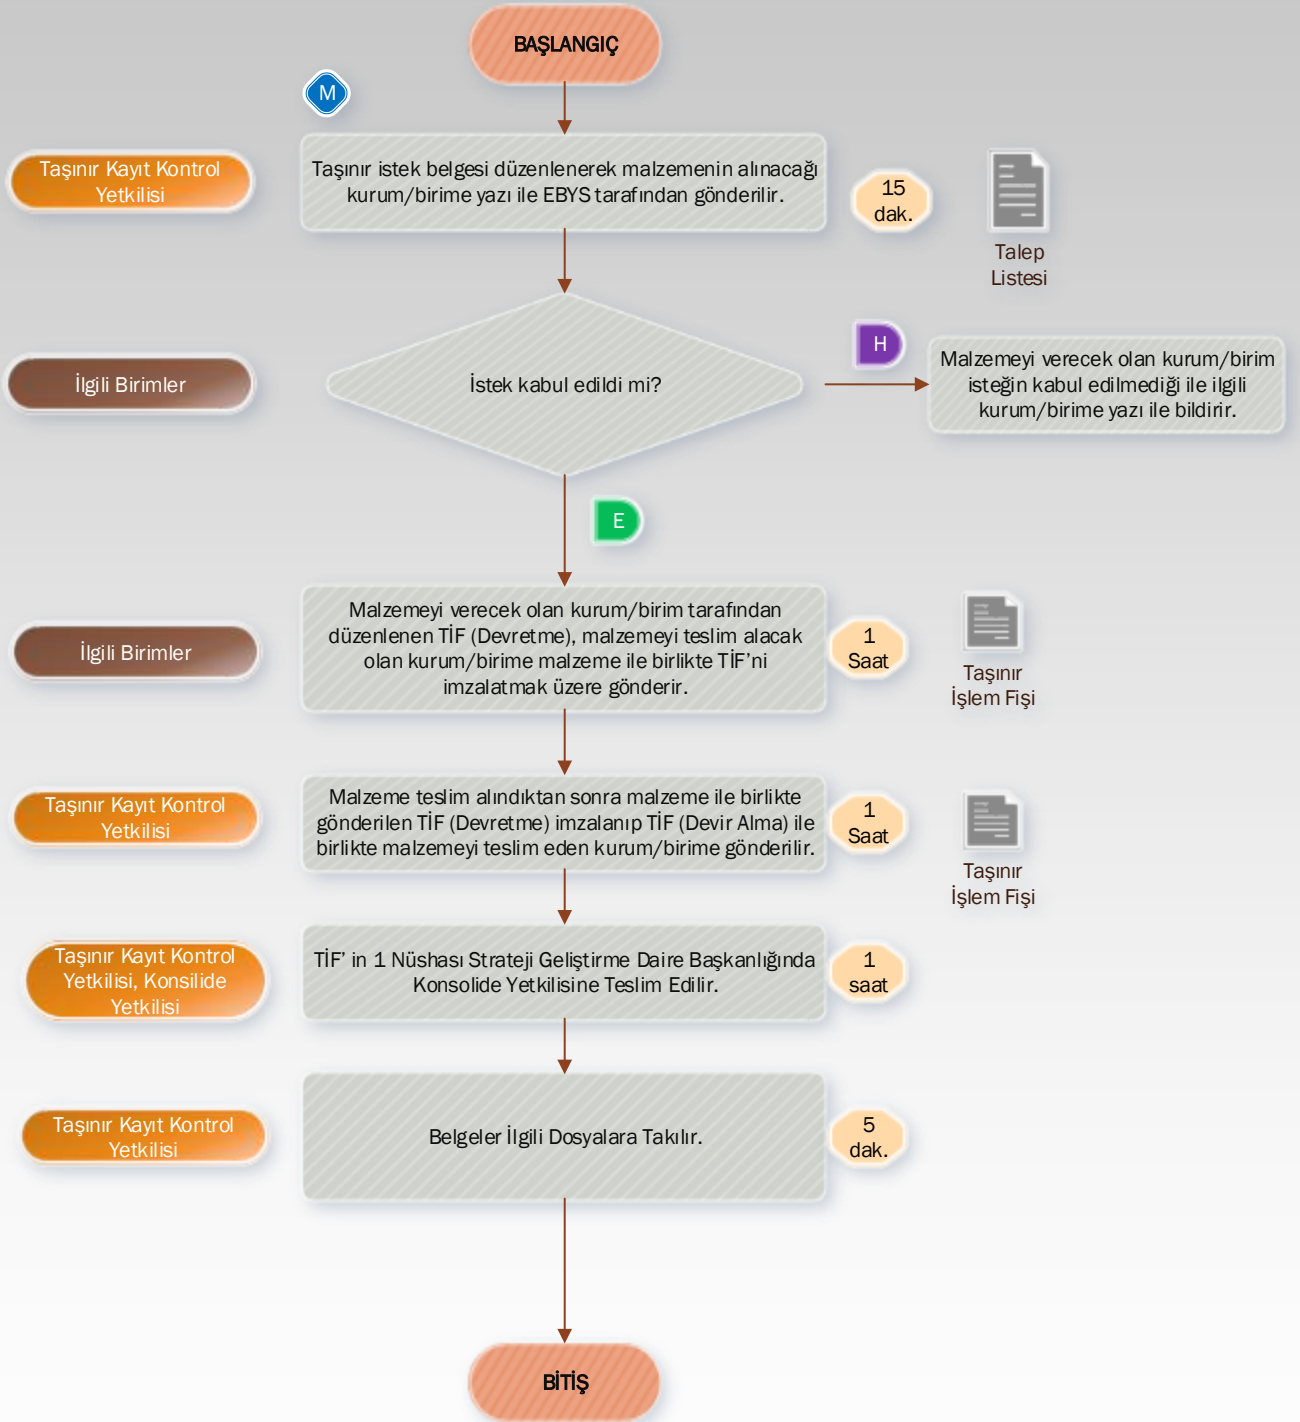 BAŞLANGIÇ
M
Taşınır Kayıt Kontrol
Yetkilisi
Taşınır istek belgesi düzenlenerek malzemenin alınacağı
kurum/birime yazı ile EBYS tarafından gönderilir.
15
dak.
Talep
Listesi
İlgili Birimler
İstek kabul edildi mi?
H
Malzemeyi verecek olan kurum/birim
isteğin kabul edilmediği ile ilgili
kurum/birime yazı ile bildirir.
E
İlgili Birimler
Malzemeyi verecek olan kurum/birim tarafından
düzenlenen TİF (Devretme), malzemeyi teslim alacak
olan kurum/birime malzeme ile birlikte TİF’ni
imzalatmak üzere gönderir.
1
Saat
Taşınır
İşlem Fişi
Taşınır Kayıt Kontrol
Yetkilisi
Malzeme teslim alındıktan sonra malzeme ile birlikte
gönderilen TİF (Devretme) imzalanıp TİF (Devir Alma) ile
birlikte malzemeyi teslim eden kurum/birime gönderilir.
1
Saat
Taşınır
İşlem Fişi
Taşınır Kayıt Kontrol
Yetkilisi, Konsilide
Yetkilisi
TİF’ in 1 Nüshası Strateji Geliştirme Daire Başkanlığında
Konsolide Yetkilisine Teslim Edilir.
1
saat
Taşınır Kayıt Kontrol
Yetkilisi
Belgeler İlgili Dosyalara Takılır.
5
dak.
BİTİŞ